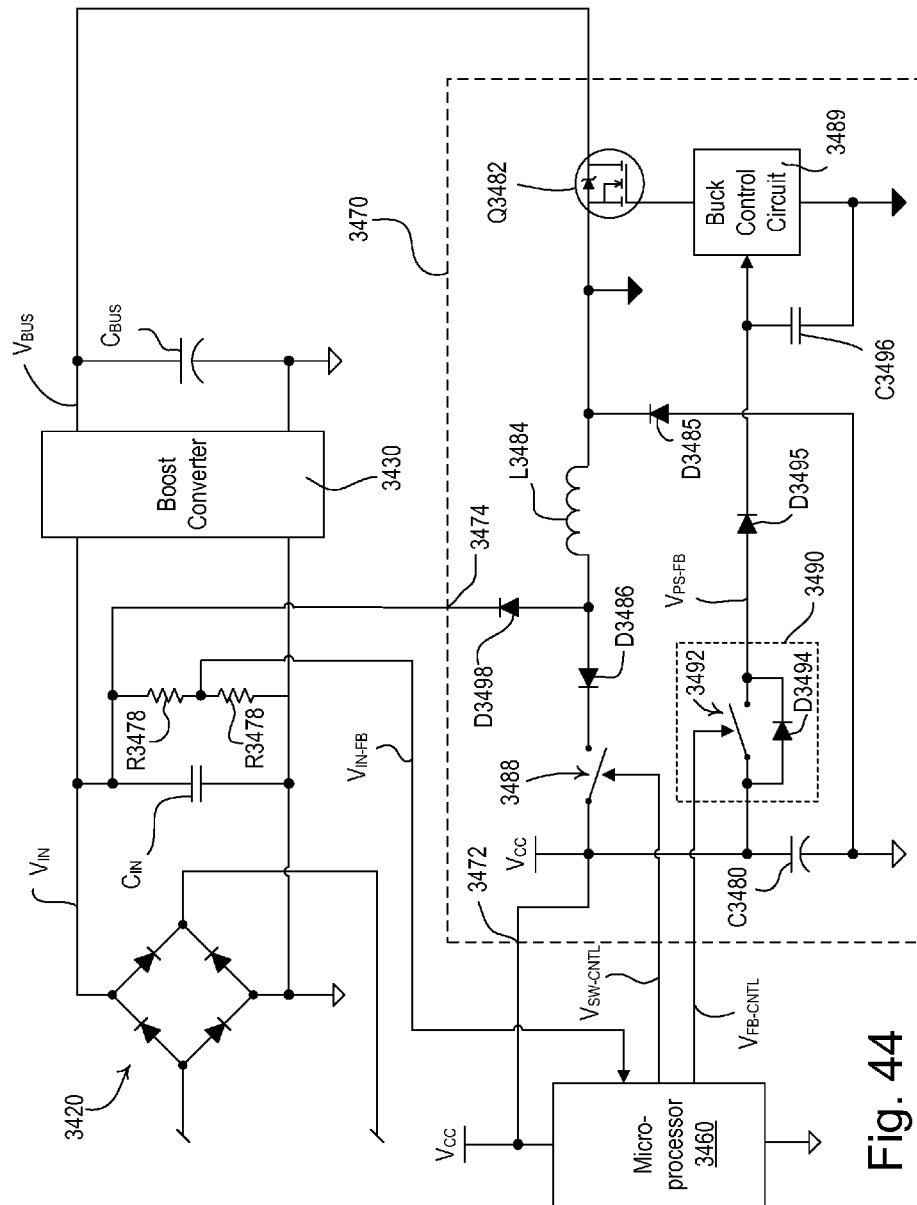 3420
V_IN
C_IN
R3478
R3478
V_IN-FB
Boost
Converter
3430
V_BUS
C_BUS
3470
3474
D3498
L3484
D3486
3488
V_CC
3472
Q3482
Buck
Control
Circuit
3489
D3485
C3496
D3495
V_PS-FB
3490
3492
D3494
C3480
V_SW-CNTL
V_FB-CNTL
V_CC
Micro-
processor
3460
Fig. 44